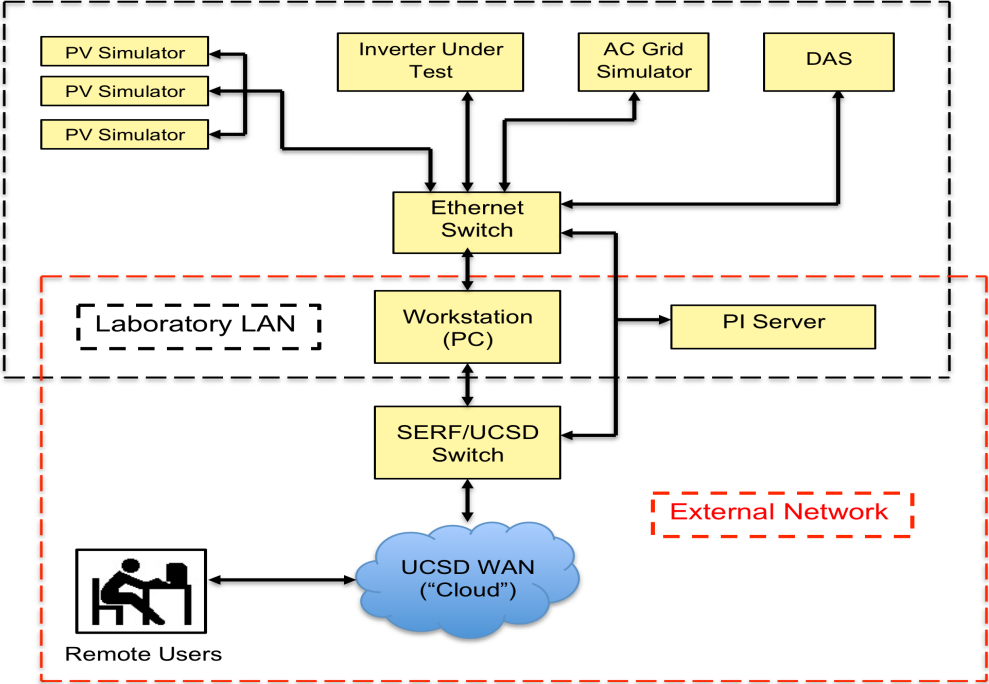 PV Simulator
PV Simulator
PV Simulator
Inverter Under
Test
AC Grid
Simulator
DAS
Ethernet
Switch
Laboratory LAN
Workstation
(PC)
PI Server
SERF/UCSD
Switch
External Network
UCSD WAN
(“Cloud”)
Remote Users